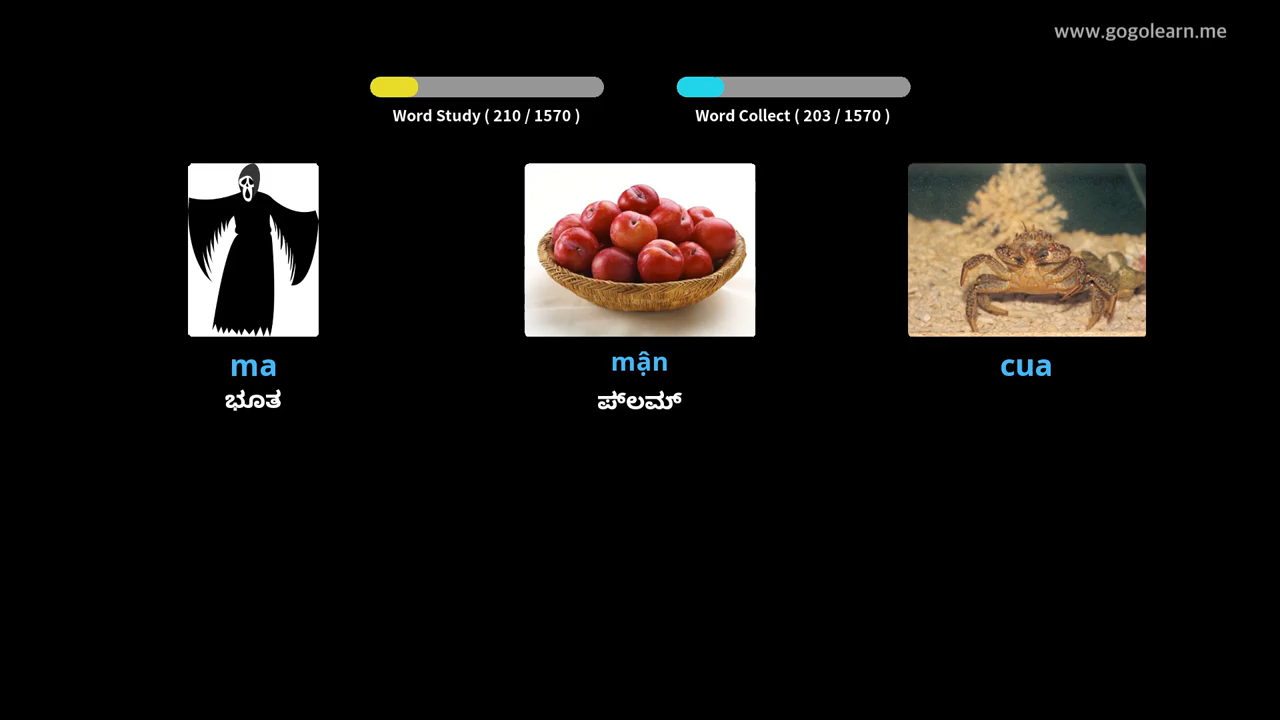 www.gogolearn.me
Word Study ( 210 / 1570 )
Word Collect ( 203 / 1570 )
ma
mận
cua
ಭೂತ
ಪ್‌ಲಮ್